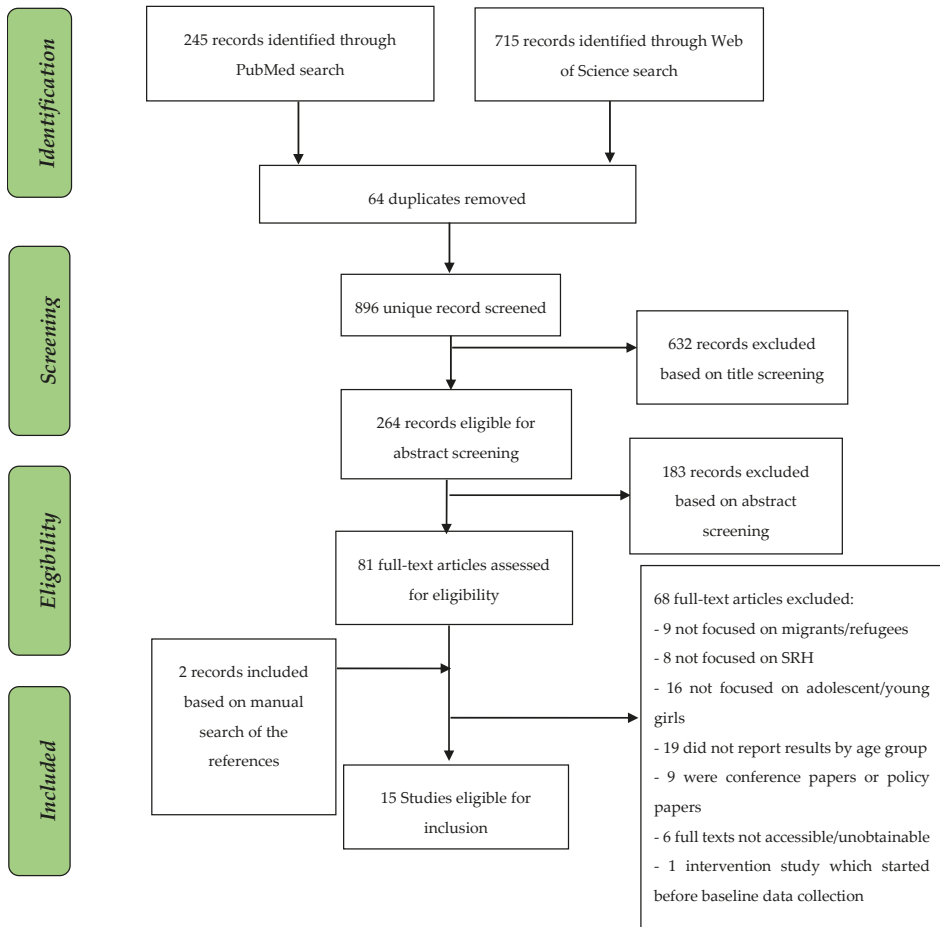 Identification
245 records identified through
PubMed search
715 records identified through Web
of Science search
64 duplicates removed
Screening
896 unique record screened
632 records excluded
based on title screening
264 records eligible for
abstract screening
Eligibility
183 records excluded
based on abstract
screening
81 full-text articles assessed
for eligibility
68 full-text articles excluded:
- 9 not focused on migrants/refugees
- 8 not focused on SRH
- 16 not focused on adolescent/young
girls
- 19 did not report results by age group
- 9 were conference papers or policy
papers
- 6 full texts not accessible/unobtainable
- 1 intervention study which started
before baseline data collection
2 records included
based on manual
search of the
references
Included
15 Studies eligible for
inclusion